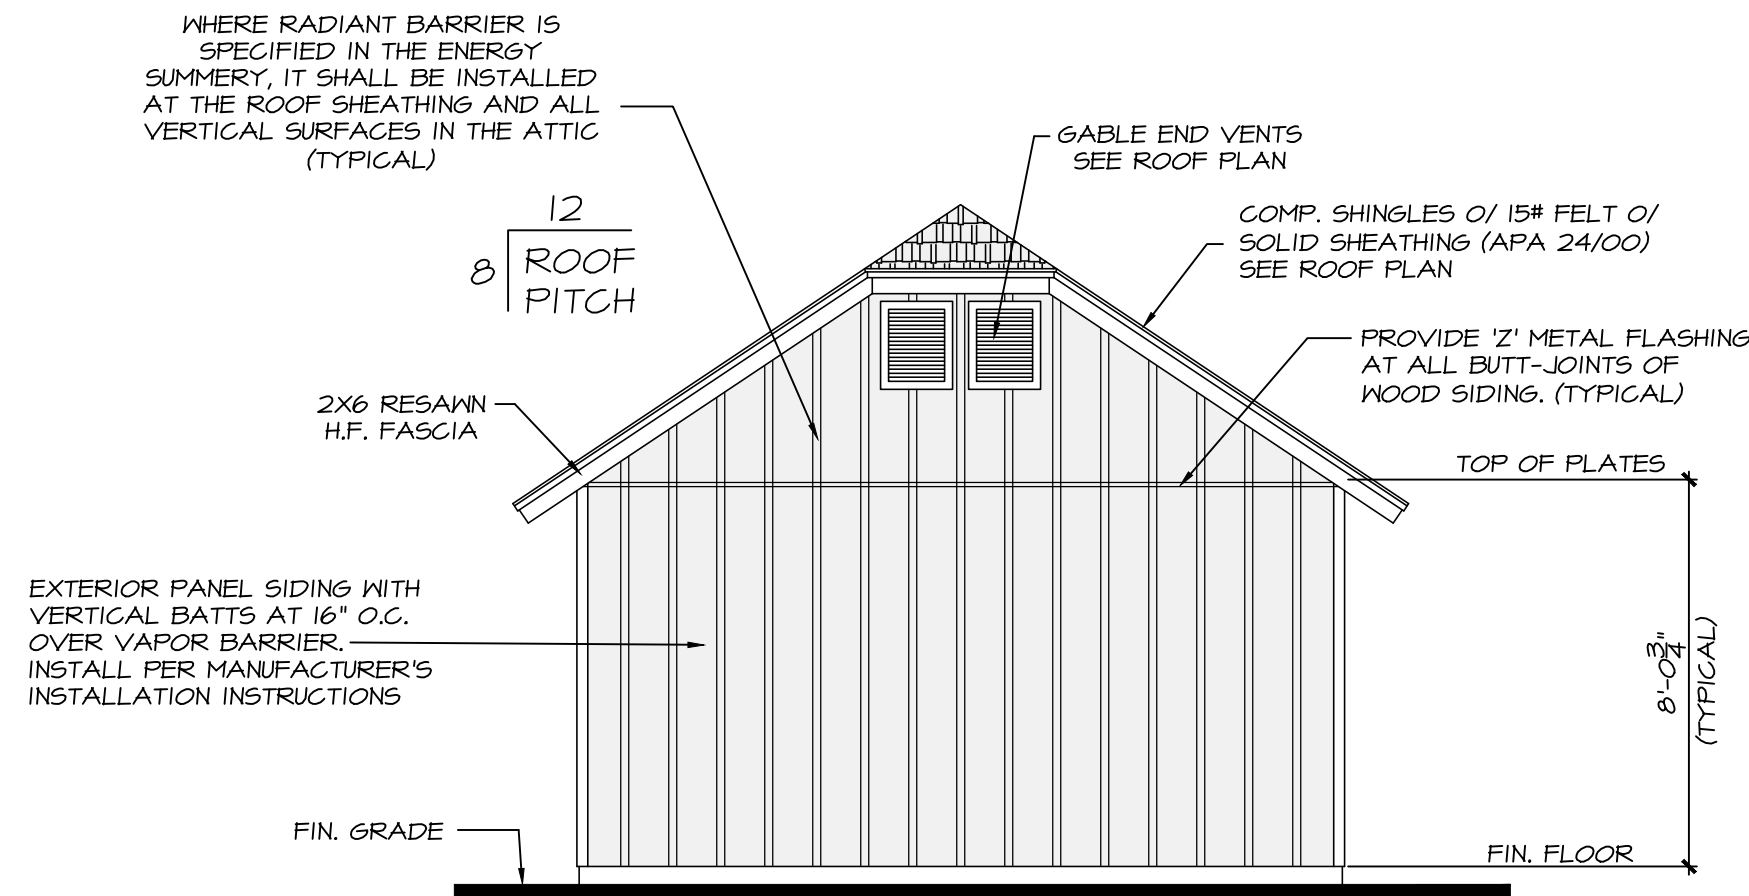 WHERE RADIANT BARRIER IS
SPECIFIED IN THE ENERGY
SUMMERY, IT SHALL BE INSTALLED
AT THE ROOF SHEATHING AND ALL
VERTICAL SURFACES IN THE ATTIC
(TYPICAL)
GABLE END VENTS
SEE ROOF PLAN
12
8
ROOF
PITCH
COMP. SHINGLES O/ 15# FELT O/
SOLID SHEATHING (APA 24/00)
SEE ROOF PLAN
PROVIDE 'Z' METAL FLASHING
AT ALL BUTT-JOINTS OF
WOOD SIDING. (TYPICAL)
2X6 RESAWN
H.F. FASCIA
TOP OF PLATES
EXTERIOR PANEL SIDING WITH
VERTICAL BATTS AT 16" O.C.
OVER VAPOR BARRIER.
INSTALL PER MANUFACTURER'S
INSTALLATION INSTRUCTIONS
8'-0 3/4"
(TYPICAL)
FIN. GRADE
FIN. FLOOR